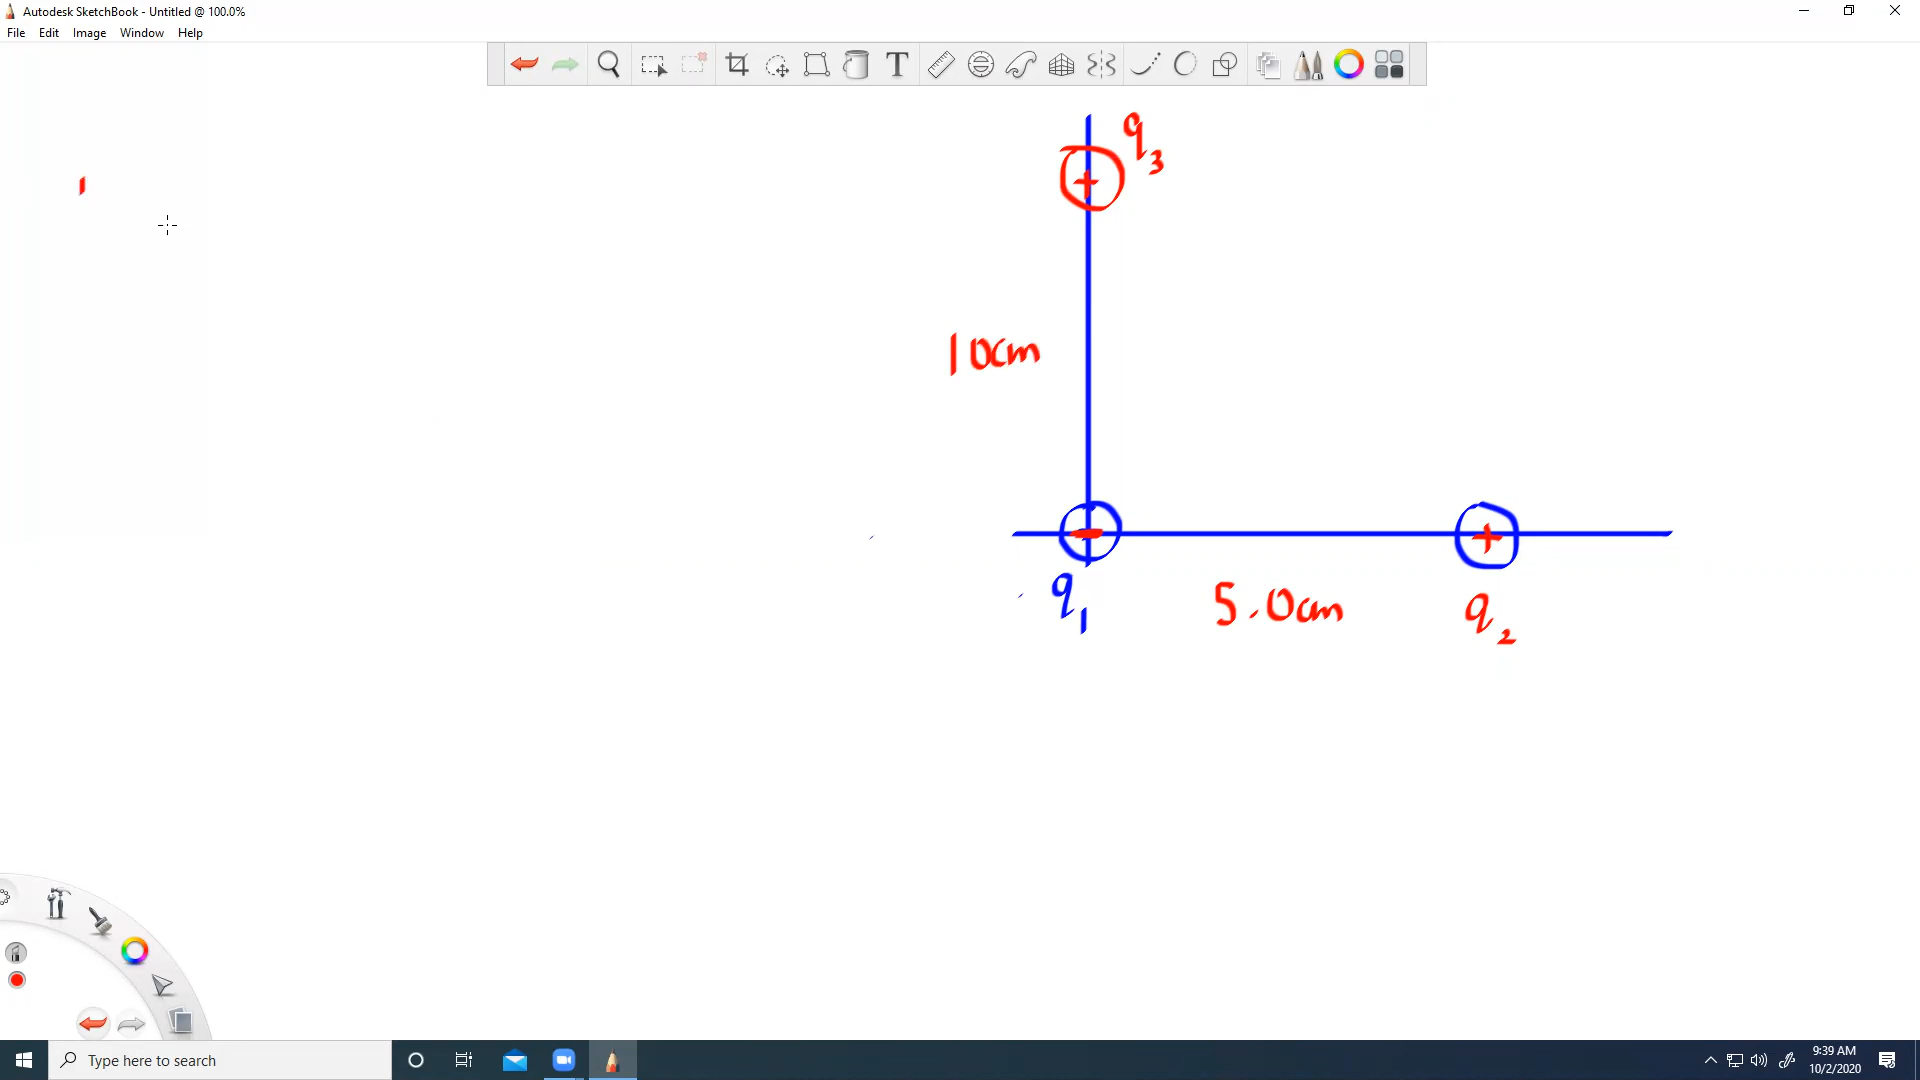 Autodesk SketchBook - Untitled @ 100.0%
File Edit Image Window Help
T
q3
+
10cm
- +
q1 5.0cm q2
Type here to search
9:39 AM
10/2/2020